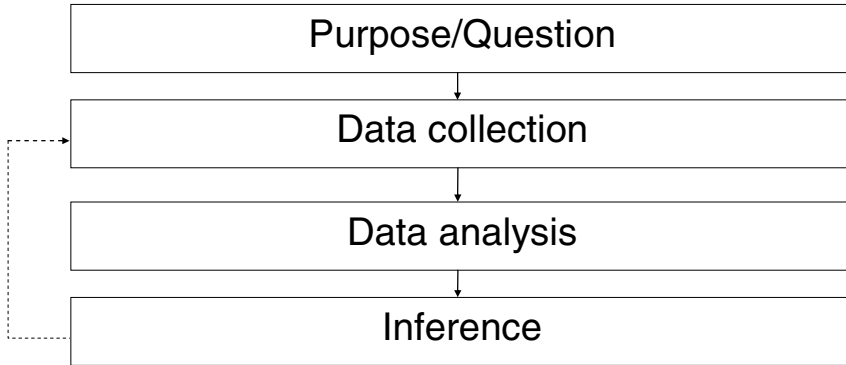 Purpose/Question
Data collection
Data analysis
Inference